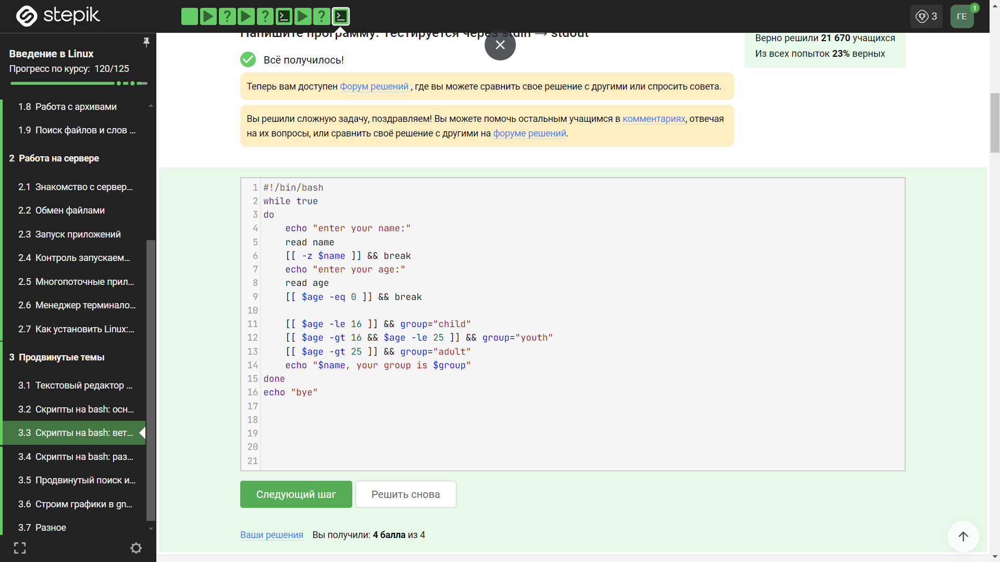 stepik
3
ГЕ
1
Введение в Linux
Прогресс по курсу: 120/125
1.8 Работа с архивами
1.9 Поиск файлов и слов ...
2 Работа на сервере
2.1 Знакомство с сервер...
2.2 Обмен файлами
2.3 Запуск приложений
2.4 Контроль запускаем...
2.5 Многопоточные прил...
2.6 Менеджер терминало...
2.7 Как установить Linux:...
3 Продвинутые темы
3.1 Текстовый редактор ...
3.2 Скрипты на bash: осн...
3.3 Скрипты на bash: вет...
3.4 Скрипты на bash: раз...
3.5 Продвинутый поиск и...
3.6 Строим графики в gn...
3.7 Разное
Напишите программу. Тестируется через stdin → stdout
Верно решили 21 670 учащихся
Из всех попыток 23% верных
Всё получилось!
Теперь вам доступен Форум решений , где вы можете сравнить свое решение с другими или спросить совета.
Вы решили сложную задачу, поздравляем! Вы можете помочь остальным учащимся в комментариях, отвечая
на их вопросы, или сравнить своё решение с другими на форуме решений.
1 #!/bin/bash
2 while true
3 do
4     echo "enter your name:"
5     read name
6     [[ -z $name ]] && break
7     echo "enter your age:"
8     read age
9     [[ $age -eq 0 ]] && break
10
11     [[ $age -le 16 ]] && group="child"
12     [[ $age -gt 16 && $age -le 25 ]] && group="youth"
13     [[ $age -gt 25 ]] && group="adult"
14     echo "$name, your group is $group"
15 done
16 echo "bye"
17
18
19
20
21
Следующий шаг
Решить снова
Ваши решения Вы получили: 4 балла из 4